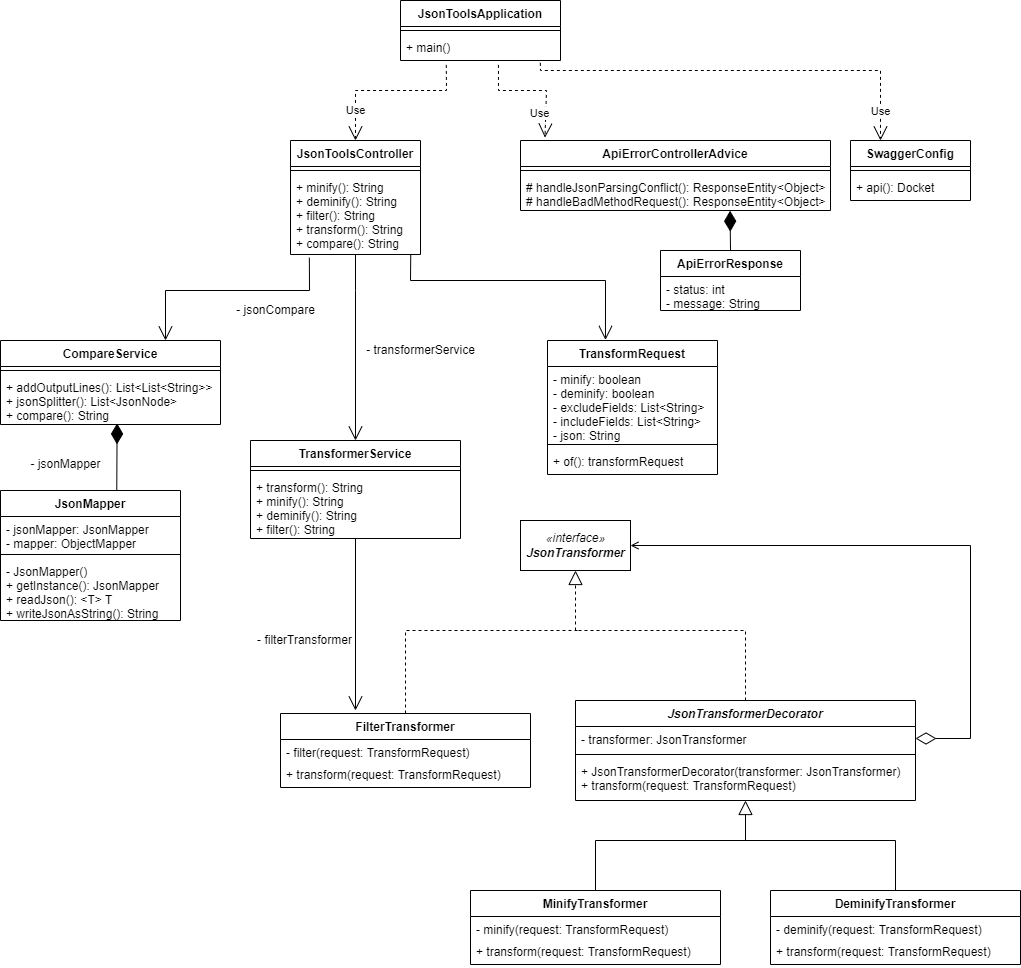 JsonToolsApplication
+ main()
Use
Use
Use
JsonToolsController
+ minify(): String
+ deminify(): String
+ filter(): String
+ transform(): String
+ compare(): String
ApiErrorControllerAdvice
# handleJsonParsingConflict(): ResponseEntity<Object>
# handleBadMethodRequest(): ResponseEntity<Object>
SwaggerConfig
+ api(): Docket
ApiErrorResponse
- status: int
- message: String
- jsonCompare
- transformerService
CompareService
+ addOutputLines(): List<List<String>>
+ jsonSplitter(): List<JsonNode>
+ compare(): String
TransformRequest
- minify: boolean
- deminify: boolean
- excludeFields: List<String>
- includeFields: List<String>
- json: String
+ of(): transformRequest
- jsonMapper
TransformerService
+ transform(): String
+ minify(): String
+ deminify(): String
+ filter(): String
JsonMapper
- jsonMapper: JsonMapper
- mapper: ObjectMapper
- JsonMapper()
+ getInstance(): JsonMapper
+ readJson(): <T> T
+ writeJsonAsString(): String
«interface»
JsonTransformer
- filterTransformer
FilterTransformer
- filter(request: TransformRequest)
+ transform(request: TransformRequest)
JsonTransformerDecorator
- transformer: JsonTransformer
+ JsonTransformerDecorator(transformer: JsonTransformer)
+ transform(request: TransformRequest)
MinifyTransformer
- minify(request: TransformRequest)
+ transform(request: TransformRequest)
DeminifyTransformer
- deminify(request: TransformRequest)
+ transform(request: TransformRequest)